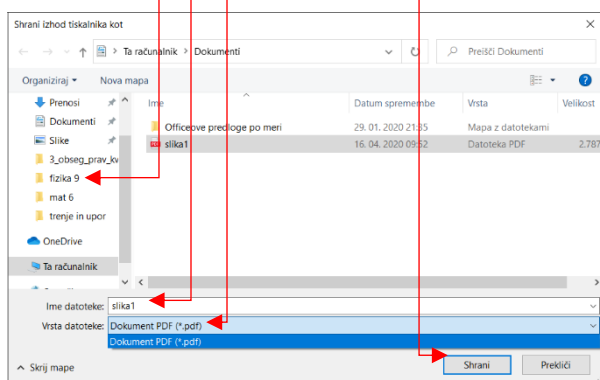 Shrani izhod tiskalnika kot
Ta računalnik > Dokumenti
Preišči Dokumenti
Organiziraj Nova mapa
Prenosi
Dokumenti
Slike
3_obseg_prav_kv
fizika 9
mat 6
trenje in upor
OneDrive
Ta računalnik
Ime Datum spremembe Vrsta Velikost
Officeove predloge po meri 29. 01. 2020 21:35 Mapa z datotekami
slika1 16. 04. 2020 09:52 Datoteka PDF 2.787
Ime datoteke: slika1
Vrsta datoteke: Dokument PDF (*.pdf)
Dokument PDF (*.pdf)
Skrij mape
Shrani Prekliči